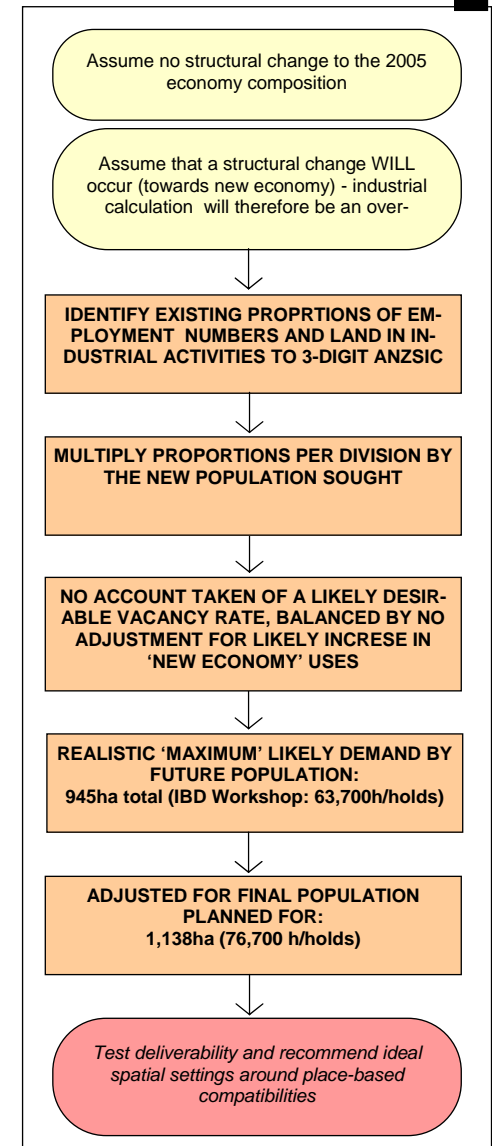 Assume no structural change to the 2005
economy composition
Assume that a structural change WILL
occur (towards new economy) - industrial
calculation will therefore be an over-
IDENTIFY EXISTING PROPRTIONS OF EM-
PLOYMENT NUMBERS AND LAND IN IN-
DUSTRIAL ACTIVITIES TO 3-DIGIT ANZSIC
MULTIPLY PROPORTIONS PER DIVISION BY
THE NEW POPULATION SOUGHT
NO ACCOUNT TAKEN OF A LIKELY DESIR-
ABLE VACANCY RATE, BALANCED BY NO
ADJUSTMENT FOR LIKELY INCRESE IN
‘NEW ECONOMY’ USES
REALISTIC ‘MAXIMUM’ LIKELY DEMAND BY
FUTURE POPULATION:
945ha total (IBD Workshop: 63,700h/holds)
ADJUSTED FOR FINAL POPULATION
PLANNED FOR:
1,138ha (76,700 h/holds)
Test deliverability and recommend ideal
spatial settings around place-based
compatibilities